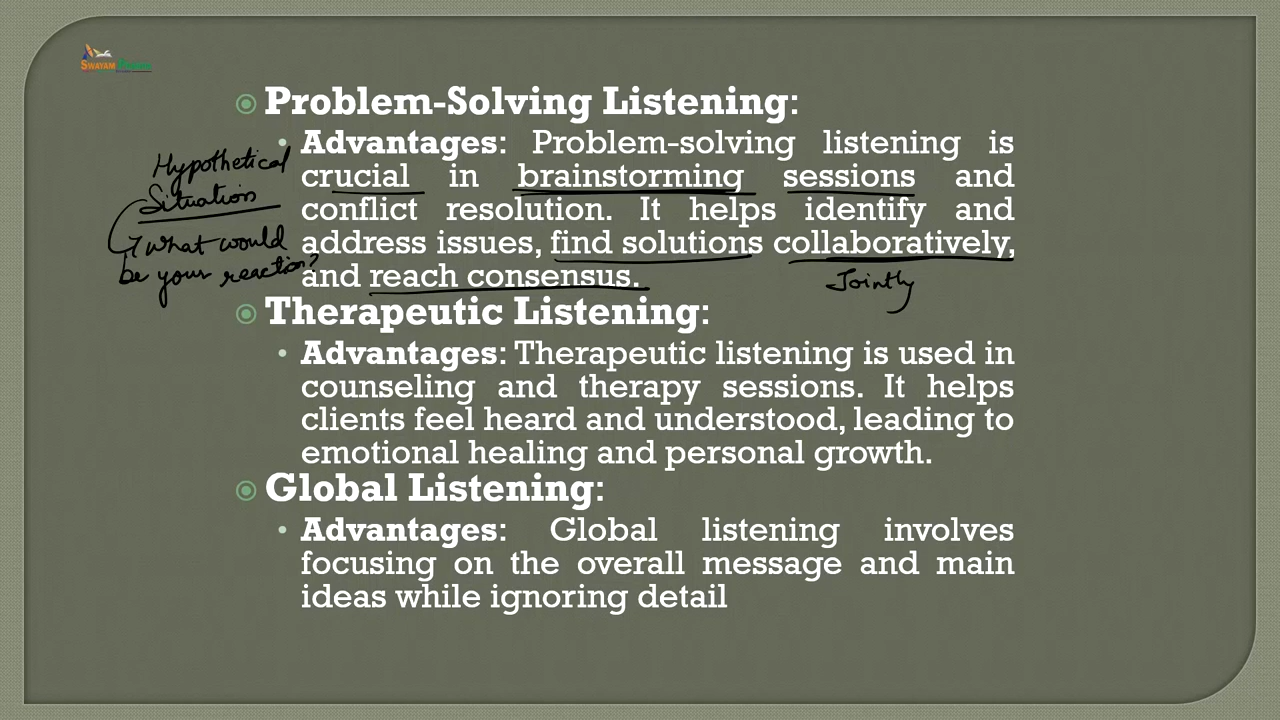 SWAYAM
Problem-Solving Listening:
Advantages: Problem-solving listening is
crucial in brainstorming sessions and
conflict resolution. It helps identify and
address issues, find solutions collaboratively,
and reach consensus.
Hypothetical
Situation
What would
be your reaction?
Jointly
Therapeutic Listening:
Advantages: Therapeutic listening is used in
counseling and therapy sessions. It helps
clients feel heard and understood, leading to
emotional healing and personal growth.
Global Listening:
Advantages: Global listening involves
focusing on the overall message and main
ideas while ignoring detail